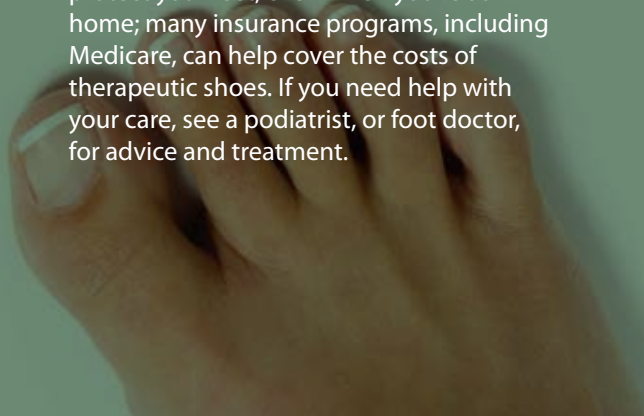 home; many insurance programs, including
Medicare, can help cover the costs of
therapeutic shoes. If you need help with
your care, see a podiatrist, or foot doctor,
for advice and treatment.